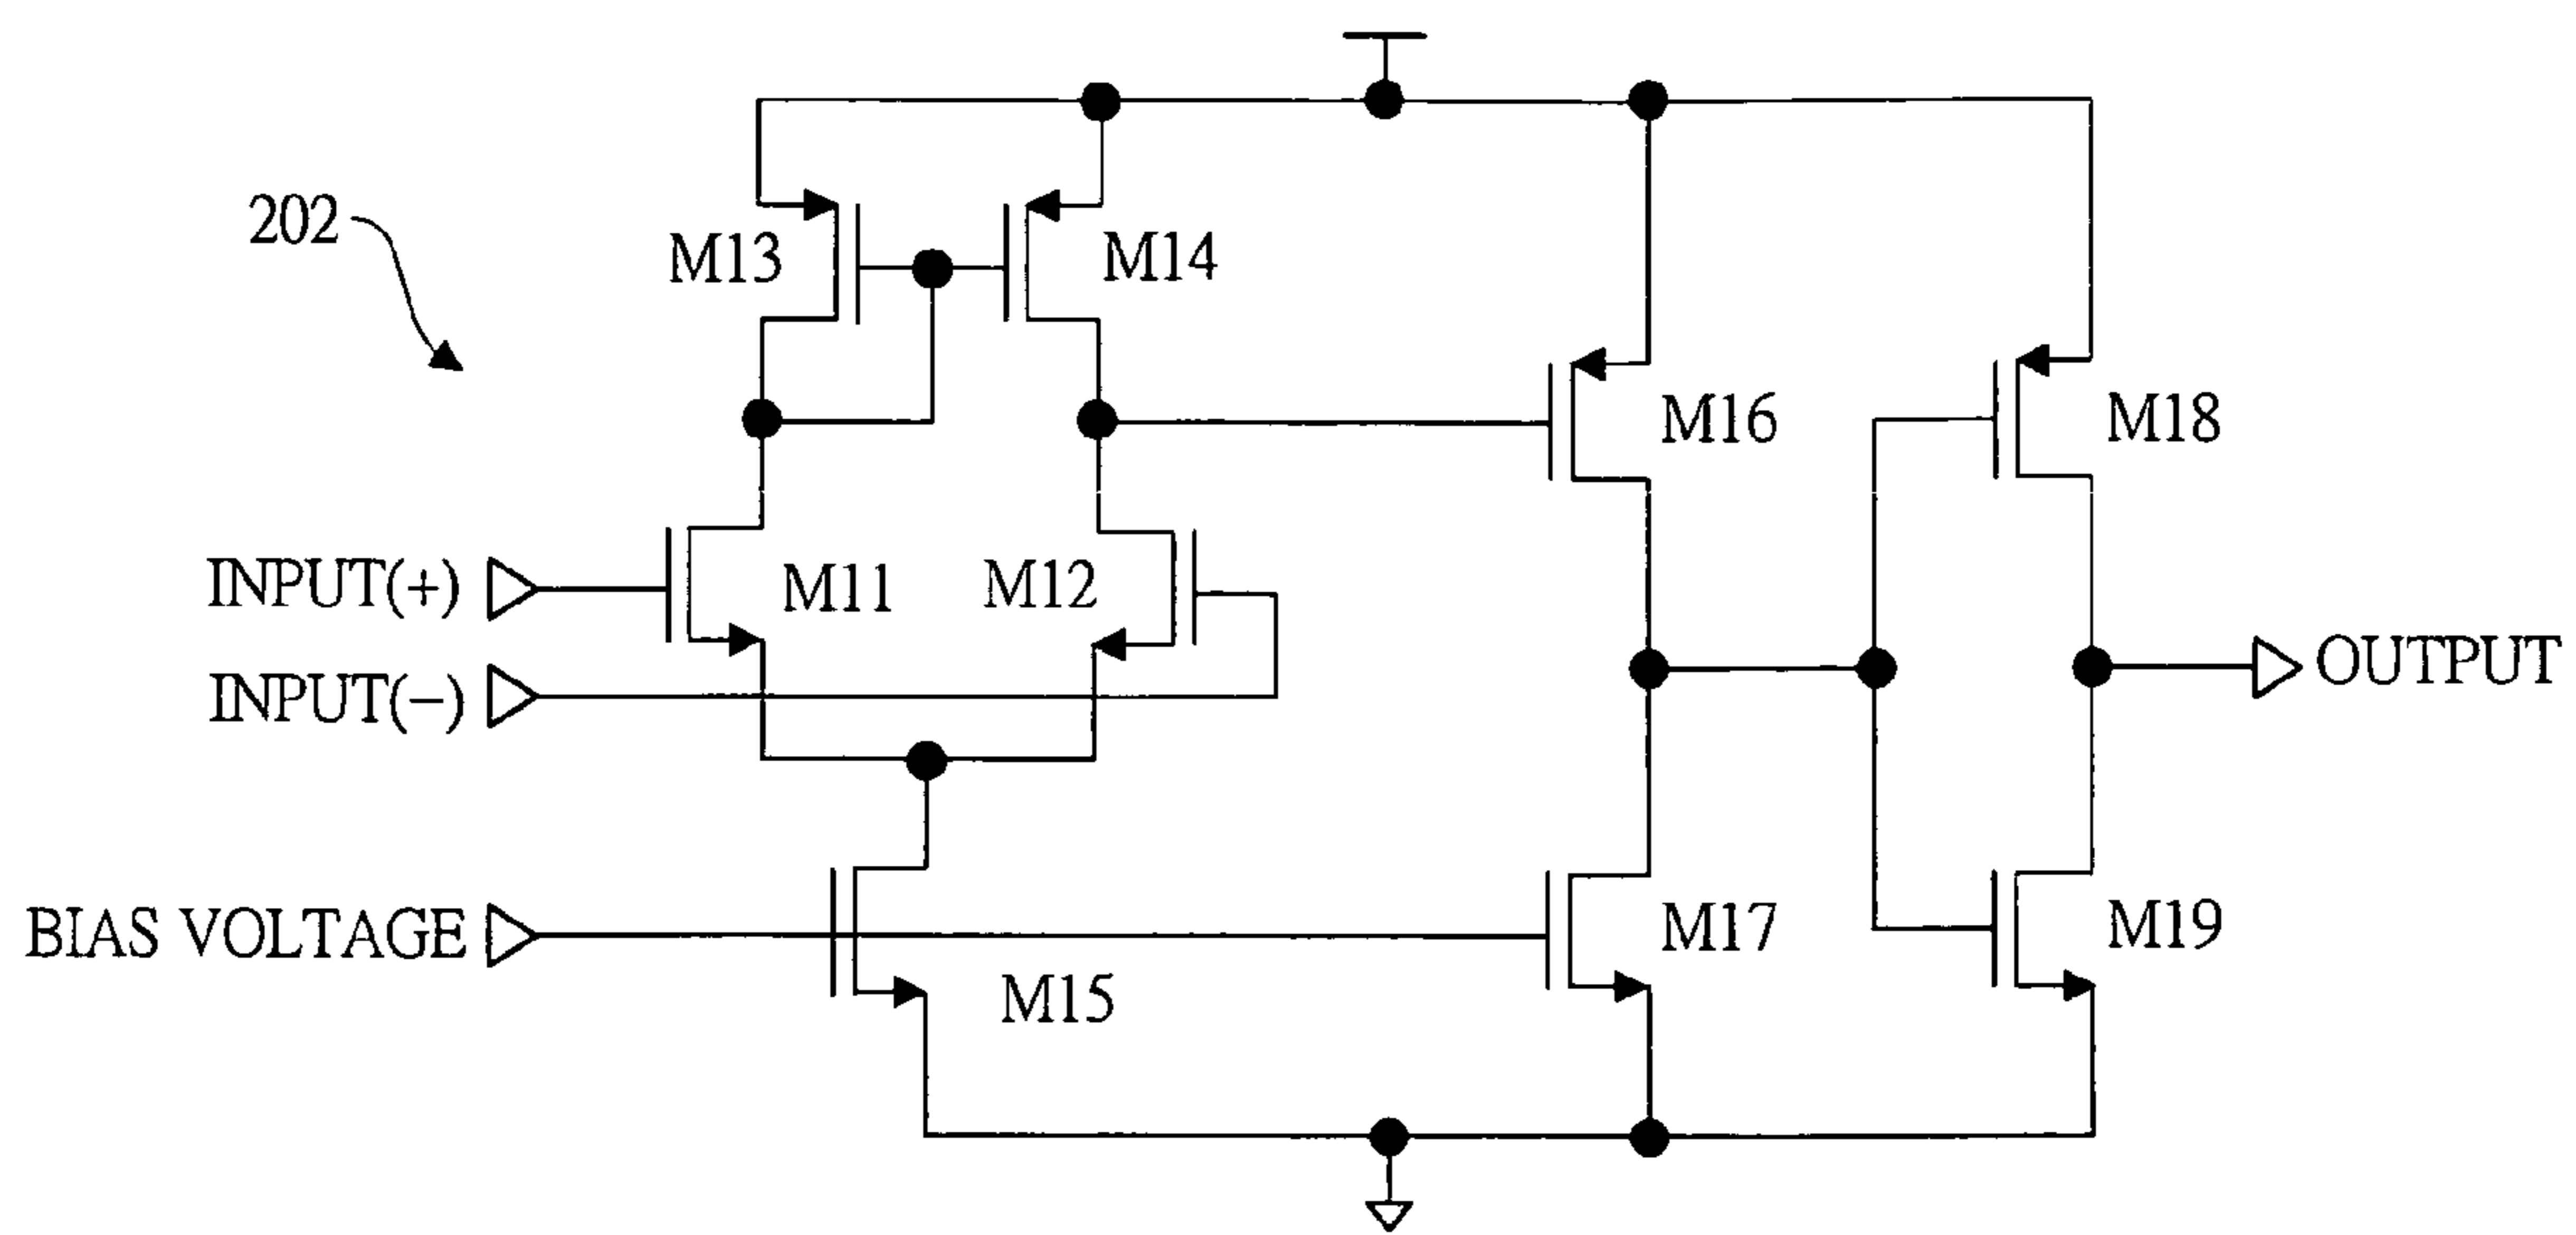 202
M13
M14
M16
M18
INPUT(+)
M11
M12
INPUT(−)
OUTPUT
BIAS VOLTAGE
M15
M17
M19